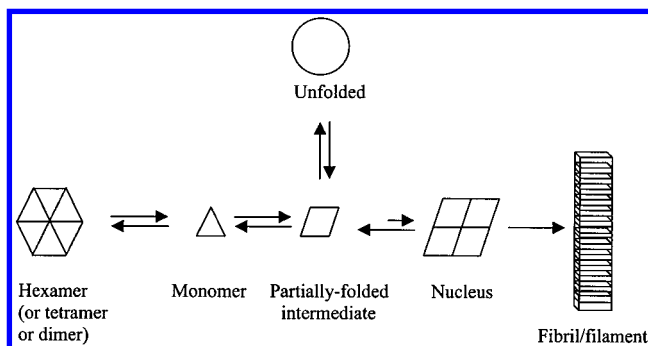 Unfolded
Hexamer
(or tetramer
or dimer)
Monomer
Partially-folded
intermediate
Nucleus
Fibril/filament